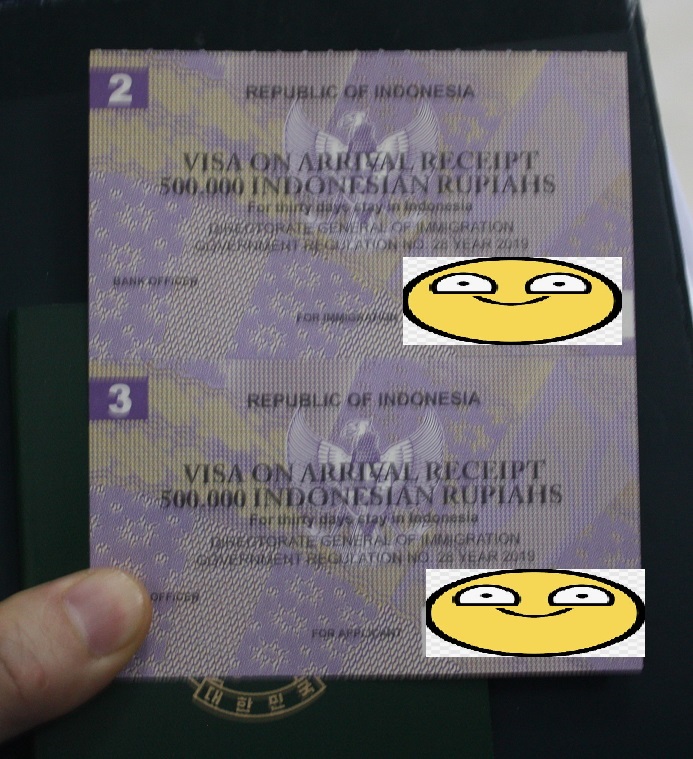 2
REPUBLIC OF INDONESIA
VISA ON ARRIVAL RECEIPT
500.000 INDONESIAN RUPIAHS
For thirty days stay in Indonesia
DIRECTORATE GENERAL OF IMMIGRATION
GOVERNMENT REGULATION NO. 28 YEAR 2019
BANK OFFICER
FOR IMMIGRATION
3
REPUBLIC OF INDONESIA
VISA ON ARRIVAL RECEIPT
500.000 INDONESIAN RUPIAHS
For thirty days stay in Indonesia
DIRECTORATE GENERAL OF IMMIGRATION
GOVERNMENT REGULATION NO. 28 YEAR 2019
OFFICER
FOR APPLICANT
대한민국